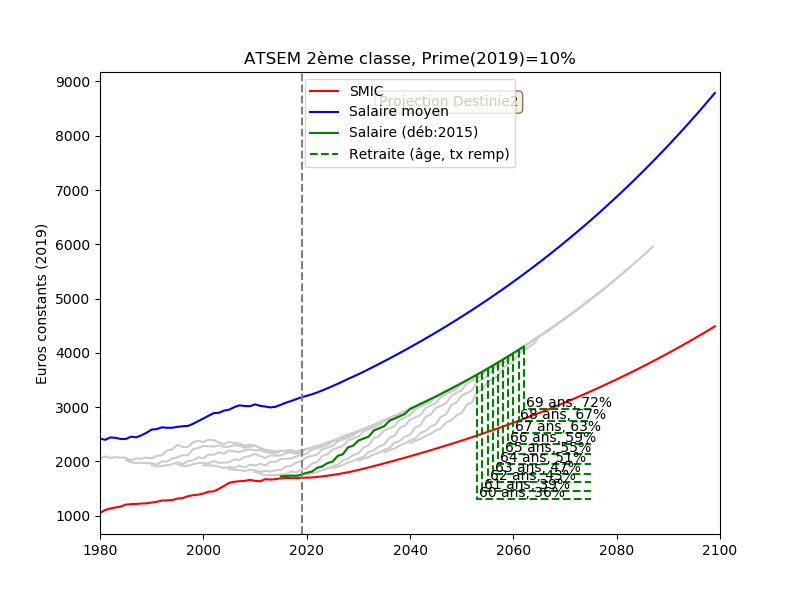 ATSEM 2ème classe, Prime(2019)=10%
Euros constants (2019)
9000
8000
7000
6000
5000
4000
3000
2000
1000
1980
2000
2020
2040
2060
2080
2100
SMIC
Salaire moyen
Salaire (déb:2015)
Retraite (âge, tx remp)
Projection Destinie2
69 ans, 72%
68 ans, 67%
67 ans, 63%
66 ans, 59%
65 ans, 55%
64 ans, 51%
63 ans, 47%
62 ans, 43%
61 ans, 39%
60 ans, 36%